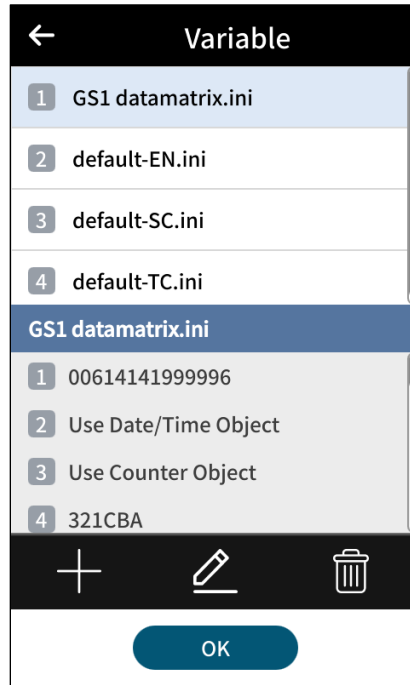 Variable
1 GS1 datamatrix.ini
2 default-EN.ini
3 default-SC.ini
4 default-TC.ini
GS1 datamatrix.ini
1 00614141999996
2 Use Date/Time Object
3 Use Counter Object
4 321CBA
OK